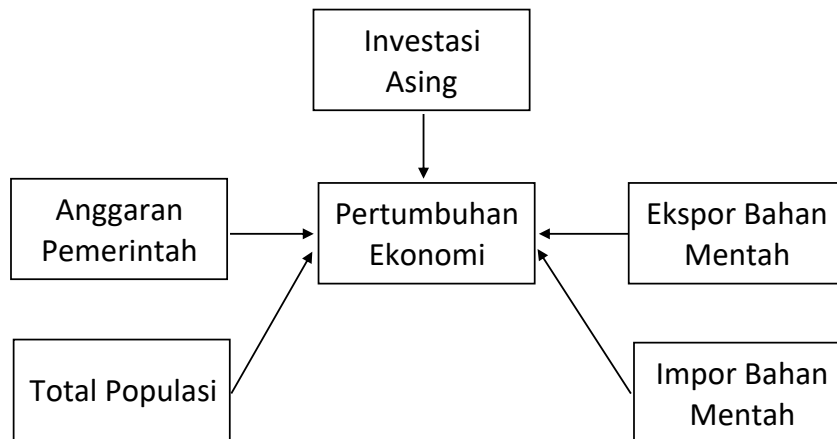 Investasi
Asing
Anggaran
Pemerintah
Pertumbuhan
Ekonomi
Ekspor Bahan
Mentah
Total Populasi
Impor Bahan
Mentah